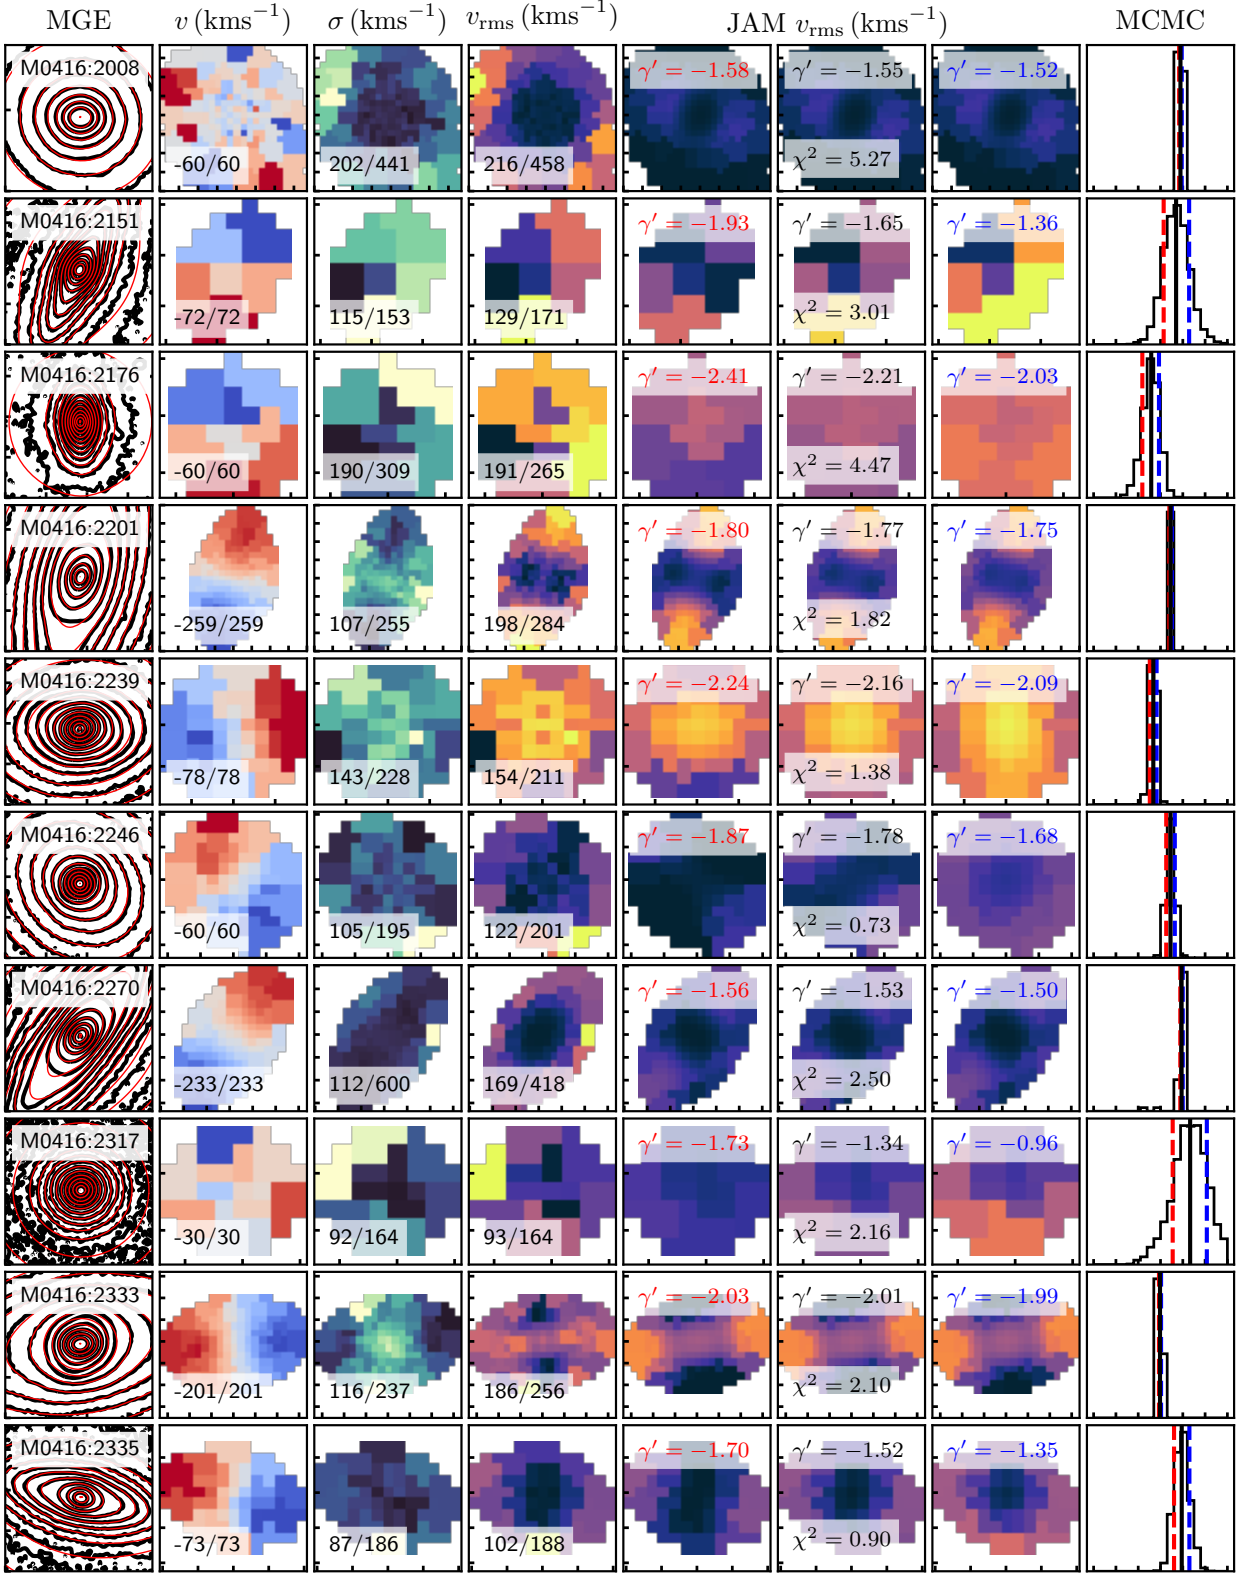 MGE v (kms⁻¹) σ (kms⁻¹) v_rms (kms⁻¹) JAM v_rms (kms⁻¹) MCMC
M0416:2008 -60/60 202/441 216/458 γ′ = −1.58 γ′ = −1.55 χ² = 5.27 γ′ = −1.52
M0416:2151 -72/72 115/153 129/171 γ′ = −1.93 γ′ = −1.65 χ² = 3.01 γ′ = −1.36
M0416:2176 -60/60 190/309 191/265 γ′ = −2.41 γ′ = −2.21 χ² = 4.47 γ′ = −2.03
M0416:2201 -259/259 107/255 198/284 γ′ = −1.80 γ′ = −1.77 χ² = 1.82 γ′ = −1.75
M0416:2239 -78/78 143/228 154/211 γ′ = −2.24 γ′ = −2.16 χ² = 1.38 γ′ = −2.09
M0416:2246 -60/60 105/195 122/201 γ′ = −1.87 γ′ = −1.78 χ² = 0.73 γ′ = −1.68
M0416:2270 -233/233 112/600 169/418 γ′ = −1.56 γ′ = −1.53 χ² = 2.50 γ′ = −1.50
M0416:2317 -30/30 92/164 93/164 γ′ = −1.73 γ′ = −1.34 χ² = 2.16 γ′ = −0.96
M0416:2333 -201/201 116/237 186/256 γ′ = −2.03 γ′ = −2.01 χ² = 2.10 γ′ = −1.99
M0416:2335 -73/73 87/186 102/188 γ′ = −1.70 γ′ = −1.52 χ² = 0.90 γ′ = −1.35